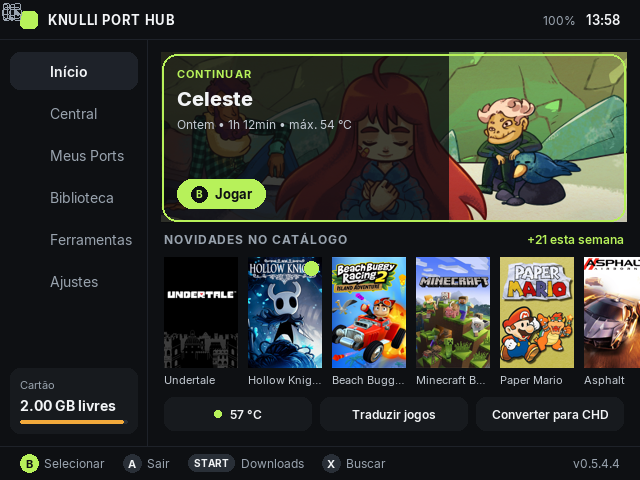 KNULLI PORT HUB
100% 13:58
Início
Central
Meus Ports
Biblioteca
Ferramentas
Ajustes
Cartão
2.00 GB livres
CONTINUAR
Celeste
Ontem • 1h 12min • máx. 54 °C
B Jogar
NOVIDADES NO CATÁLOGO
+21 esta semana
UNDERTALE
HOLLOW KNIG
Beach Buggy Racing 2
ISLAND ADVENTURE
MINECRAFT
PAPER MARIO
ASPHAL
Undertale
Hollow Knig...
Beach Bugg...
Minecraft B...
Paper Mario
Asphalt
57 °C
Traduzir jogos
Converter para CHD
B Selecionar
A Sair
START Downloads
X Buscar
v0.5.4.4